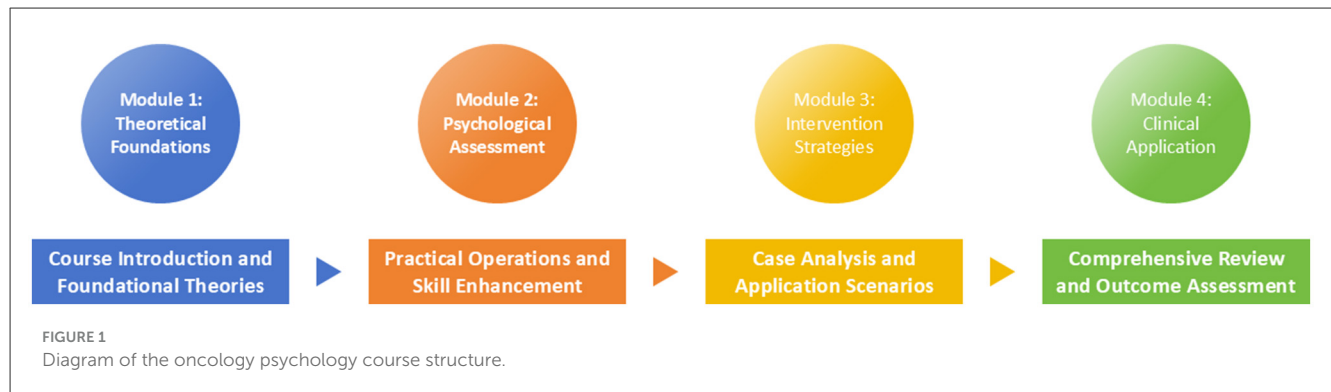 Module 1:
Theoretical
Foundations
Module 2:
Psychological
Assessment
Module 3:
Intervention
Strategies
Module 4:
Clinical
Application
Course Introduction and
Foundational Theories
Practical Operations and
Skill Enhancement
Case Analysis and
Application Scenarios
Comprehensive Review
and Outcome Assessment
FIGURE 1
Diagram of the oncology psychology course structure.